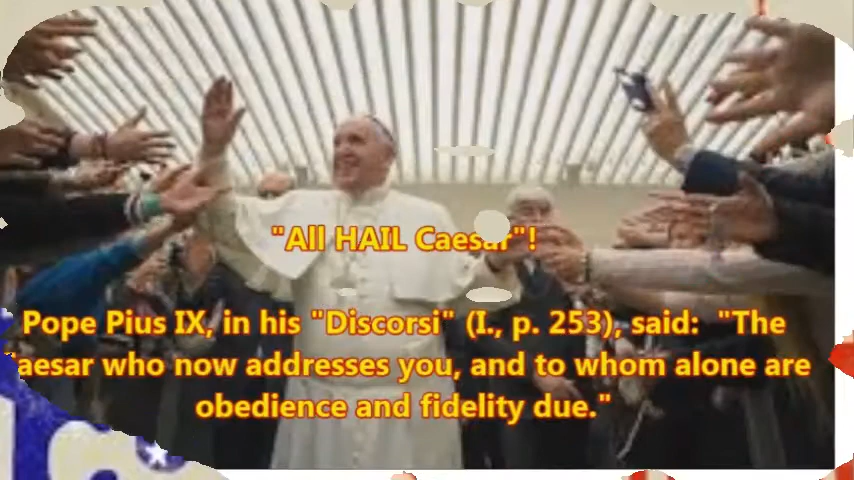 "All HAIL Caesar"!
Pope Pius IX, in his "Discorsi" (I., p. 253), said: "The
Caesar who now addresses you, and to whom alone are
obedience and fidelity due."